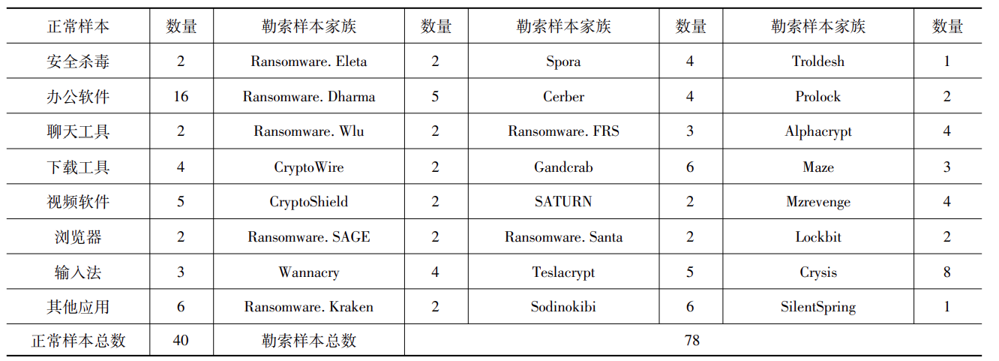 正常样本 数量 勒索样本家族 数量 勒索样本家族 数量 勒索样本家族 数量
安全杀毒 2 Ransomware. Eleta 2 Spora 4 Troldesh 1
办公软件 16 Ransomware. Dharma 5 Cerber 4 Prolock 2
聊天工具 2 Ransomware. Wlu 2 Ransomware. FRS 3 Alphacrypt 4
下载工具 4 CryptoWire 2 Gandcrab 6 Maze 3
视频软件 5 CryptoShield 2 SATURN 2 Mzrevenge 4
浏览器 2 Ransomware. SAGE 2 Ransomware. Santa 2 Lockbit 2
输入法 3 Wannacry 4 Teslacrypt 5 Crysis 8
其他应用 6 Ransomware. Kraken 2 Sodinokibi 6 SilentSpring 1
正常样本总数 40 勒索样本总数 78